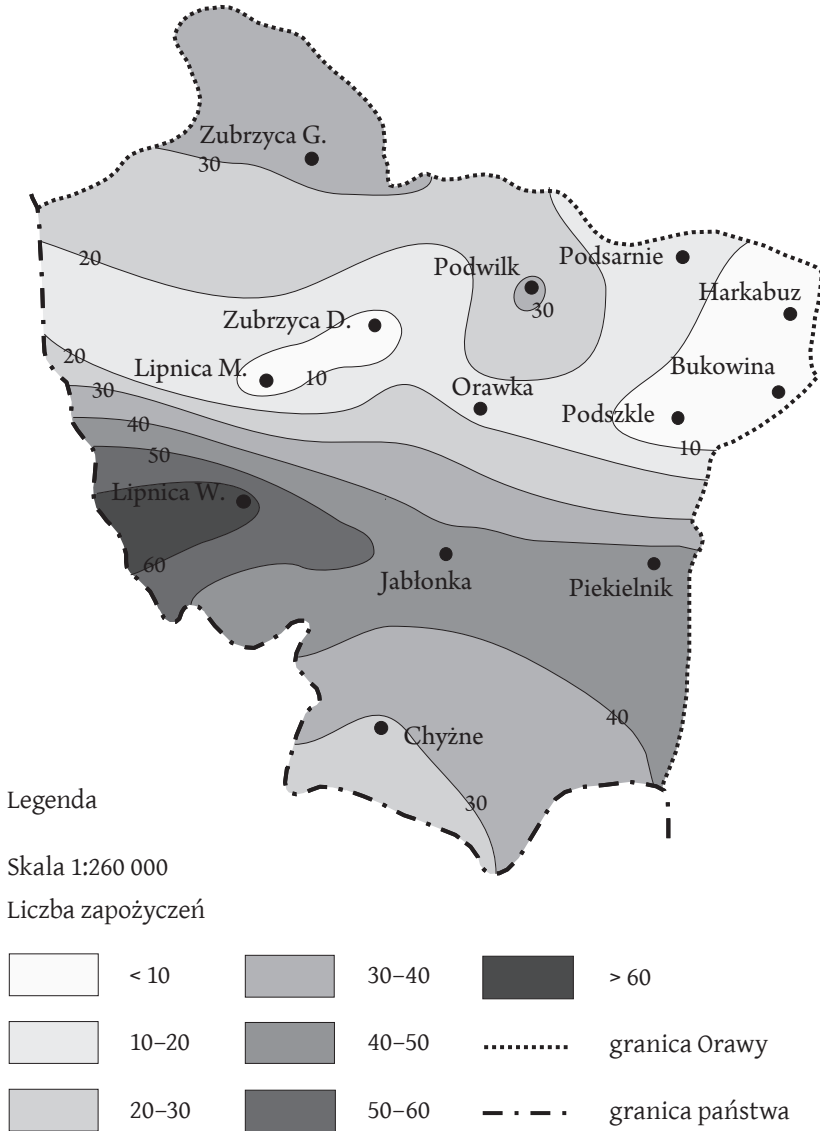 Zubrzyca G.
30
20
Podwilk
Podsarnie
30
Harkabuz
Zubrzyca D.
20
Lipnica M.
10
Bukowina
30
Orawka
Podszkle
40
10
50
Lipnica W.
60
Jabłonka
Piekielnik
40
Chyżne
30
Legenda
Skala 1:260 000
Liczba zapożyczeń
< 10
30–40
> 60
10–20
40–50
granica Orawy
20–30
50–60
granica państwa